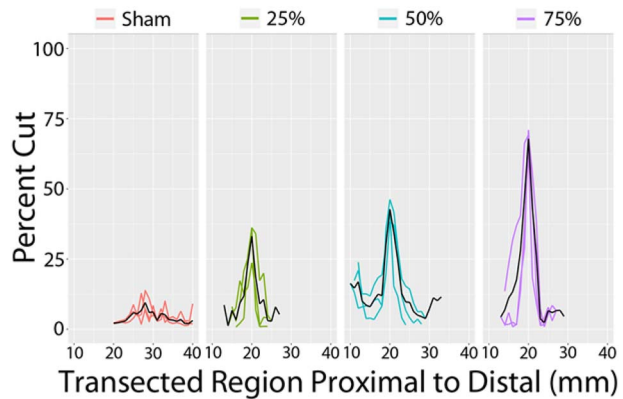 Sham 25% 50% 75%
100
75
50
25
0
Percent Cut
10 20 30 40 10 20 30 40 10 20 30 40 10 20 30 40
Transected Region Proximal to Distal (mm)